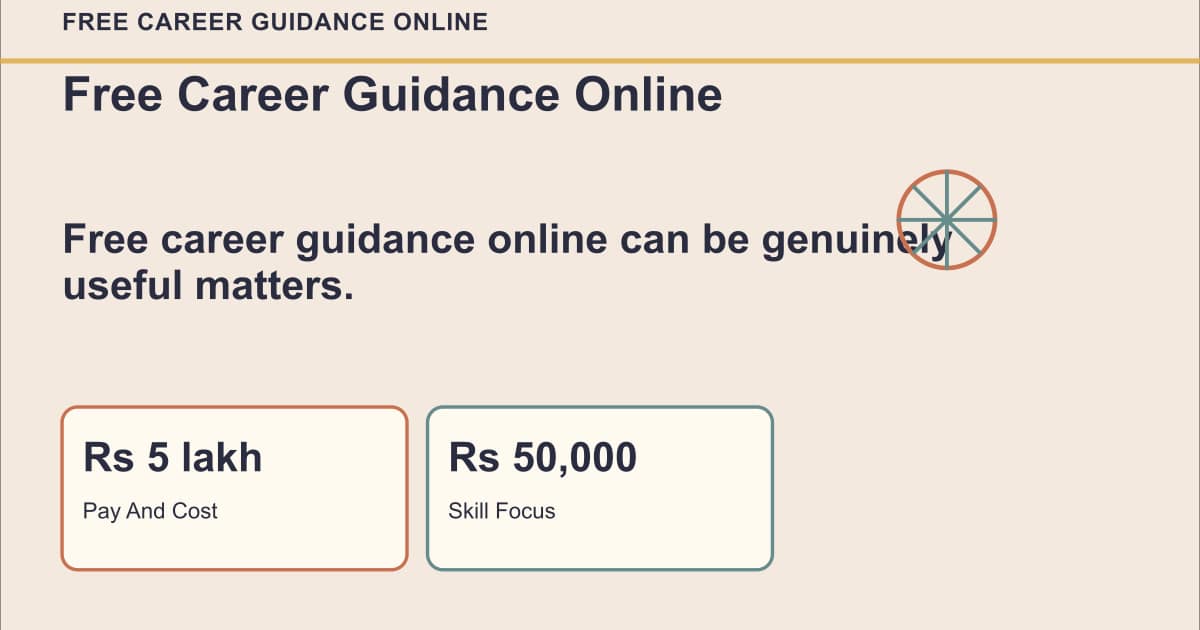 FREE CAREER GUIDANCE ONLINE
Free Career Guidance Online
Free career guidance online can be genuinely
useful matters.
Rs 5 lakh
Pay And Cost
Rs 50,000
Skill Focus